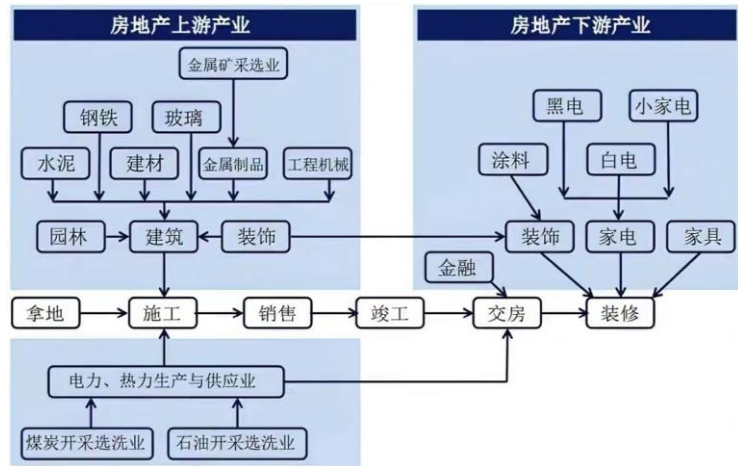 房地产上游产业
房地产下游产业
金属矿采选业
钢铁
玻璃
水泥
建材
金属制品
工程机械
园林
建筑
装饰
黑电
小家电
涂料
白电
装饰
家电
家具
金融
拿地
施工
销售
竣工
交房
装修
电力、热力生产与供应业
煤炭开采选洗业
石油开采选洗业